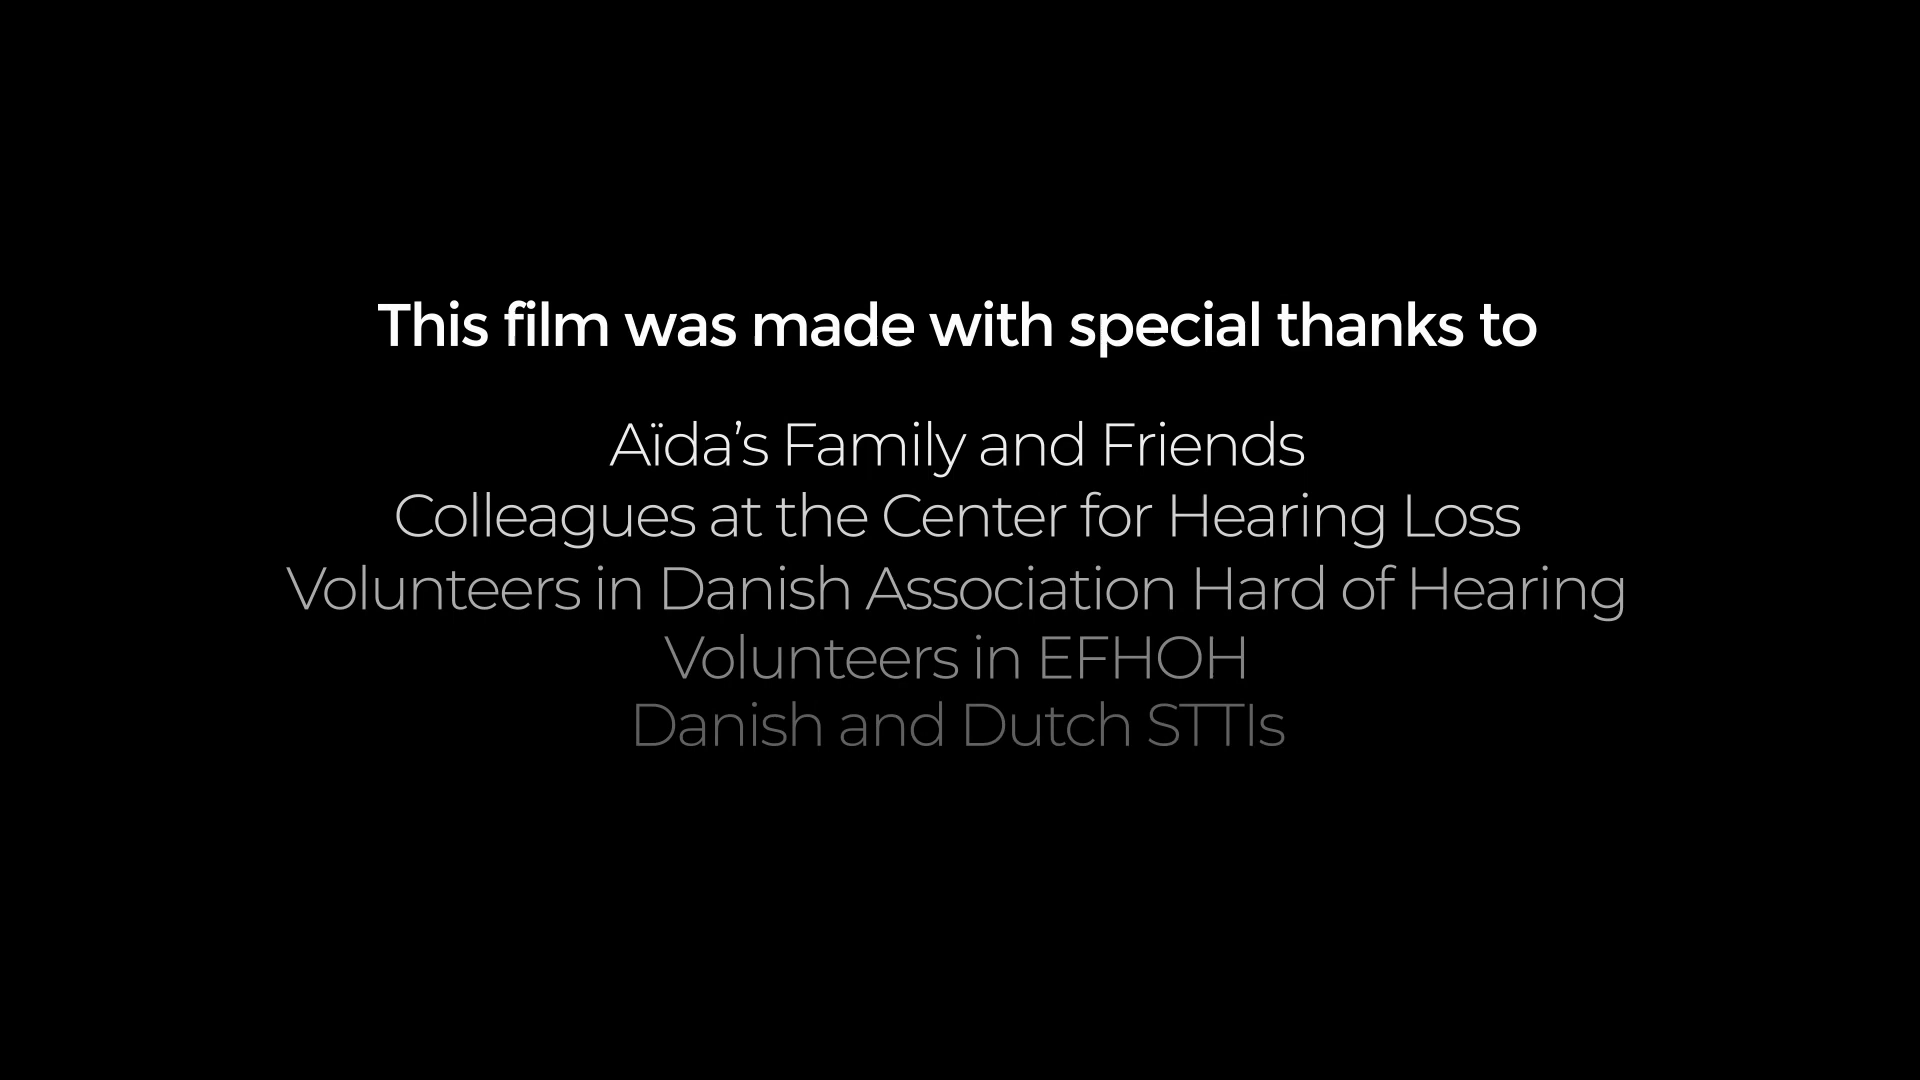 This film was made with special thanks to
Aïda’s Family and Friends
Colleagues at the Center for Hearing Loss
Volunteers in Danish Association Hard of Hearing
Volunteers in EFHOH
Danish and Dutch STTIs